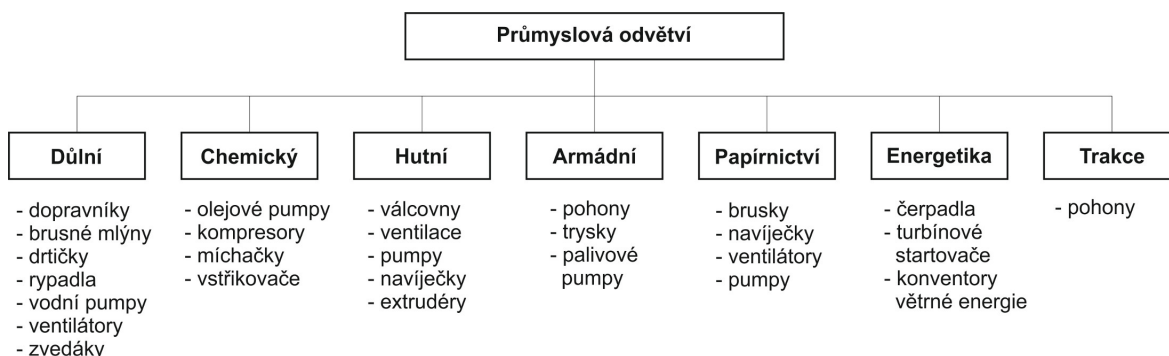 Průmyslová odvětví
Důlní
- dopravníky
- brusné mlýny
- drtičky
- rypadla
- vodní pumpy
- ventilátory
- zvedáky
Chemický
- olejové pumpy
- kompresory
- míchačky
- vstřikovače
Hutní
- válcovny
- ventilace
- pumpy
- navíječky
- extrudéry
Armádní
- pohony
- trysky
- palivové
pumpy
Papírnictví
- brusky
- navíječky
- ventilátory
- pumpy
Energetika
- čerpadla
- turbínové
startovače
- konventory
větrné energie
Trakce
- pohony